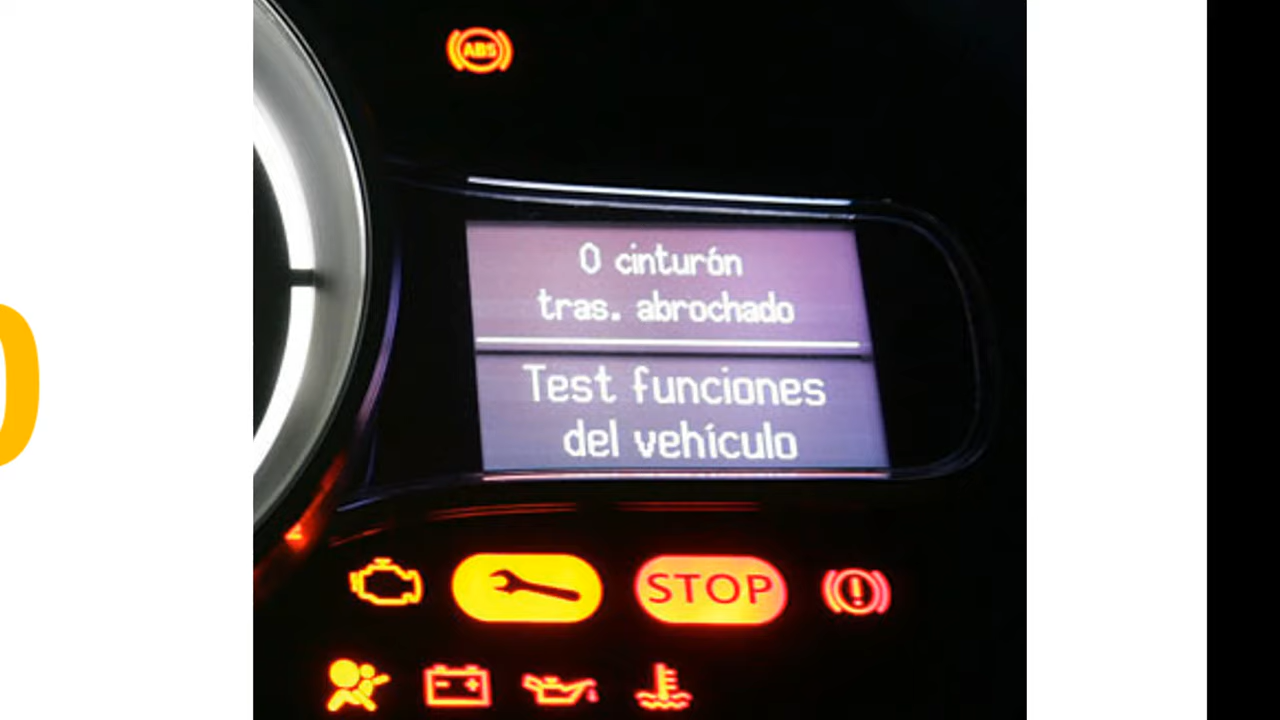 ABS
0 cinturón
tras. abrochado
Test funciones
del vehículo
STOP